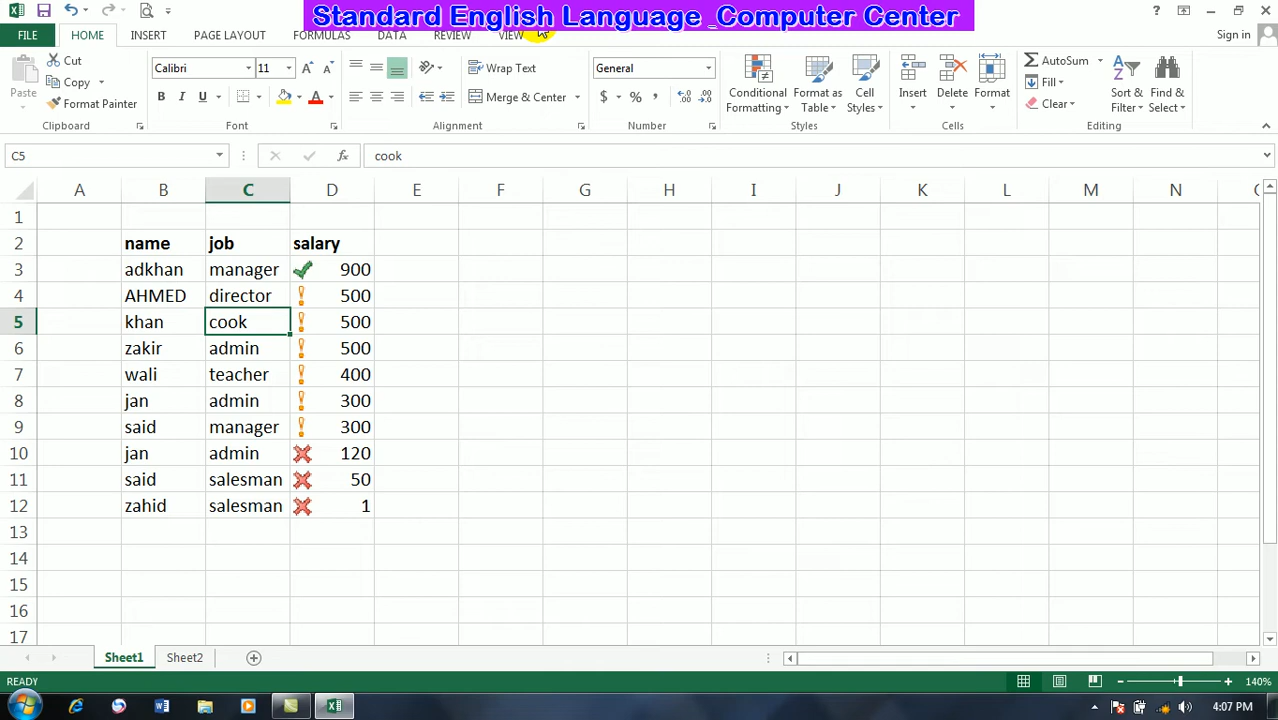 Standard English Language _Computer Center
Sign in
FILE HOME INSERT PAGE LAYOUT FORMULAS DATA REVIEW VIEW
Paste Cut Copy Format Painter
Clipboard
Calibri 11
B I U A
Font
Wrap Text
Merge & Center
Alignment
General
$ % ,
Number
Conditional Formatting
Format as Table
Cell Styles
Styles
Insert Delete Format
Cells
AutoSum
Fill
Clear
Sort & Filter
Find & Select
Editing
C5 fx cook
A B C D E F G H I J K L M N
1
2 name job salary
3 adkhan manager 900
4 AHMED director 500
5 khan cook 500
6 zakir admin 500
7 wali teacher 400
8 jan admin 300
9 said manager 300
10 jan admin 120
11 said salesman 50
12 zahid salesman 1
13
14
15
16
17
Sheet1 Sheet2
READY 140%
4:07 PM